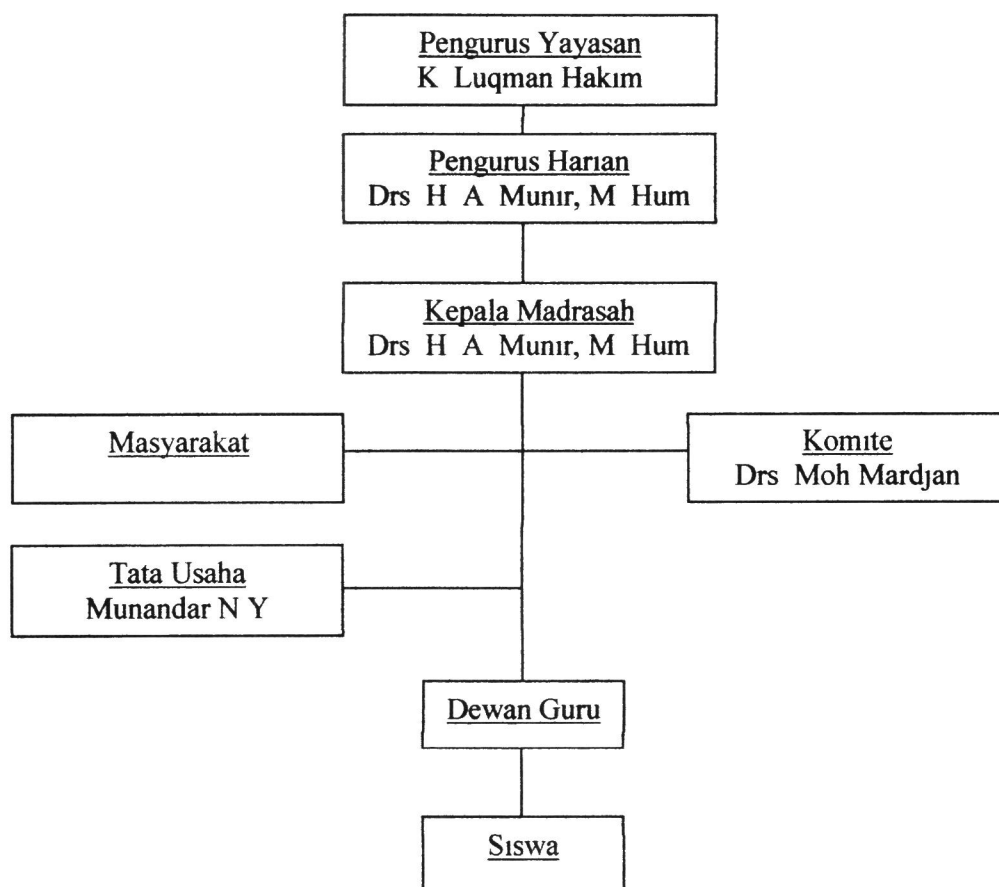 Pengurus Yayasan
K Luqman Hakim
Pengurus Harian
Drs H A Munir, M Hum
Kepala Madrasah
Drs H A Munir, M Hum
Masyarakat
Komite
Drs Moh Mardjan
Tata Usaha
Munandar N Y
Dewan Guru
Siswa